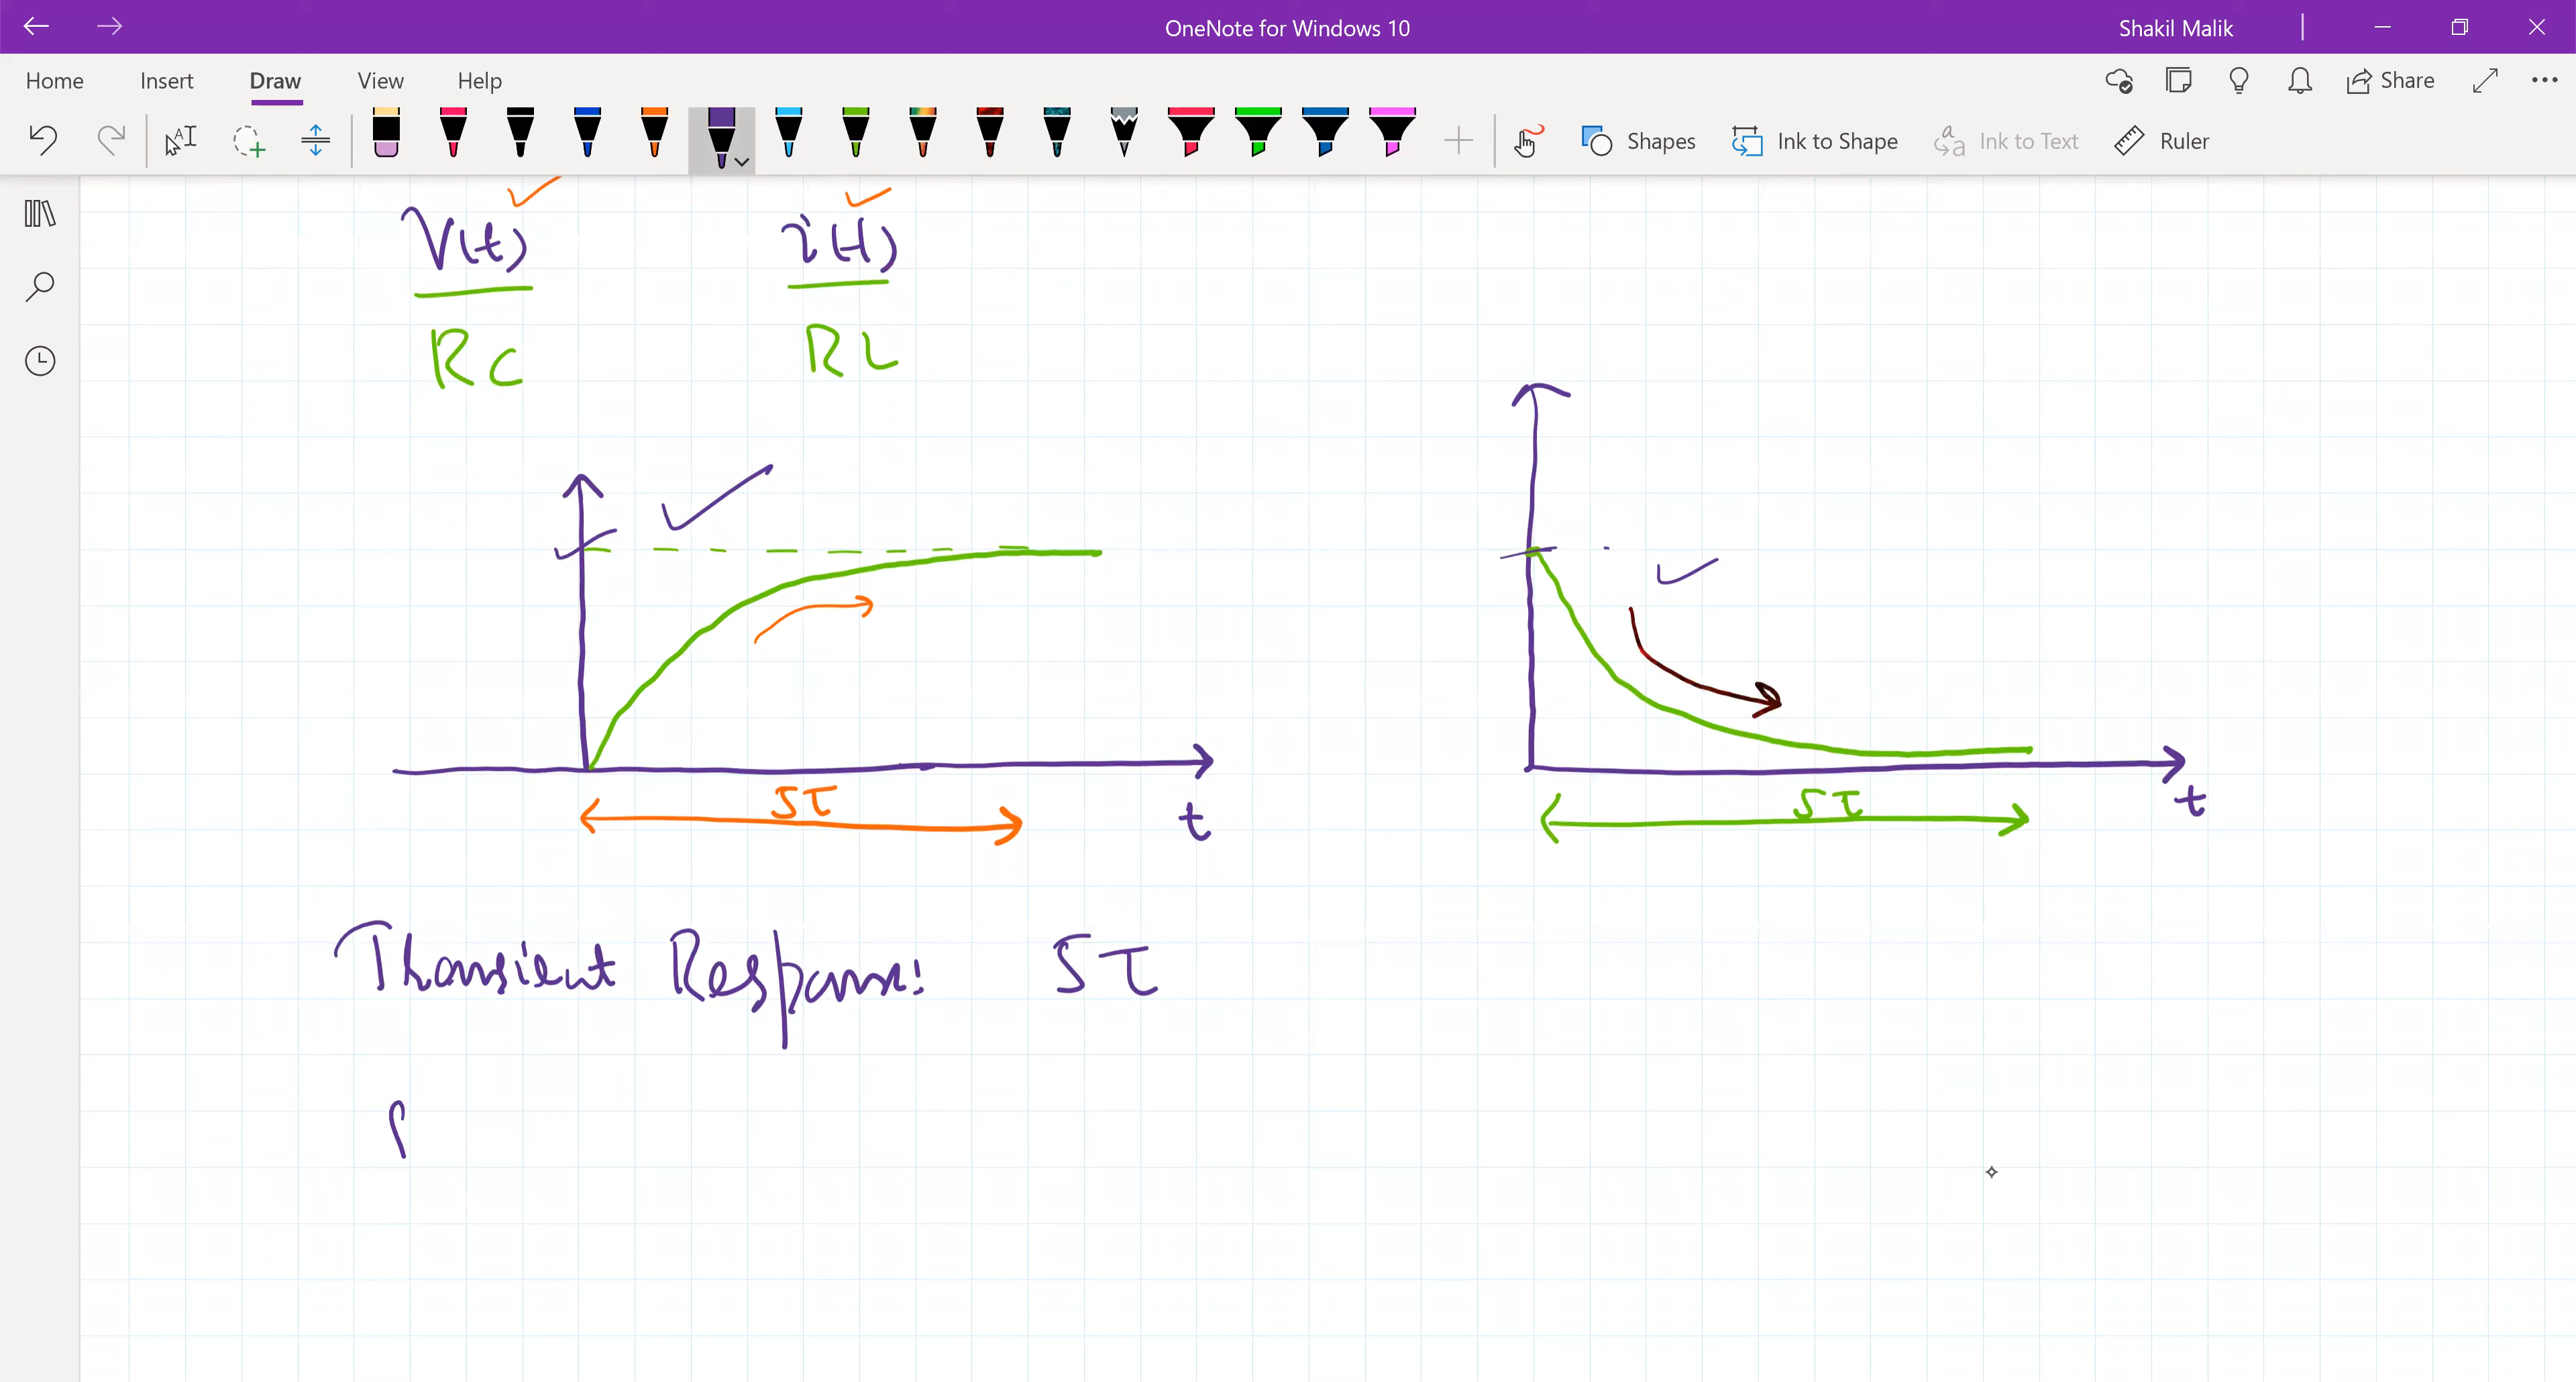 OneNote for Windows 10
Shakil Malik
Home Insert Draw View Help
Share
Shapes Ink to Shape Ink to Text Ruler
V(t) i(t)
RC RL
5τ t
5τ t
Transient Response: 5τ